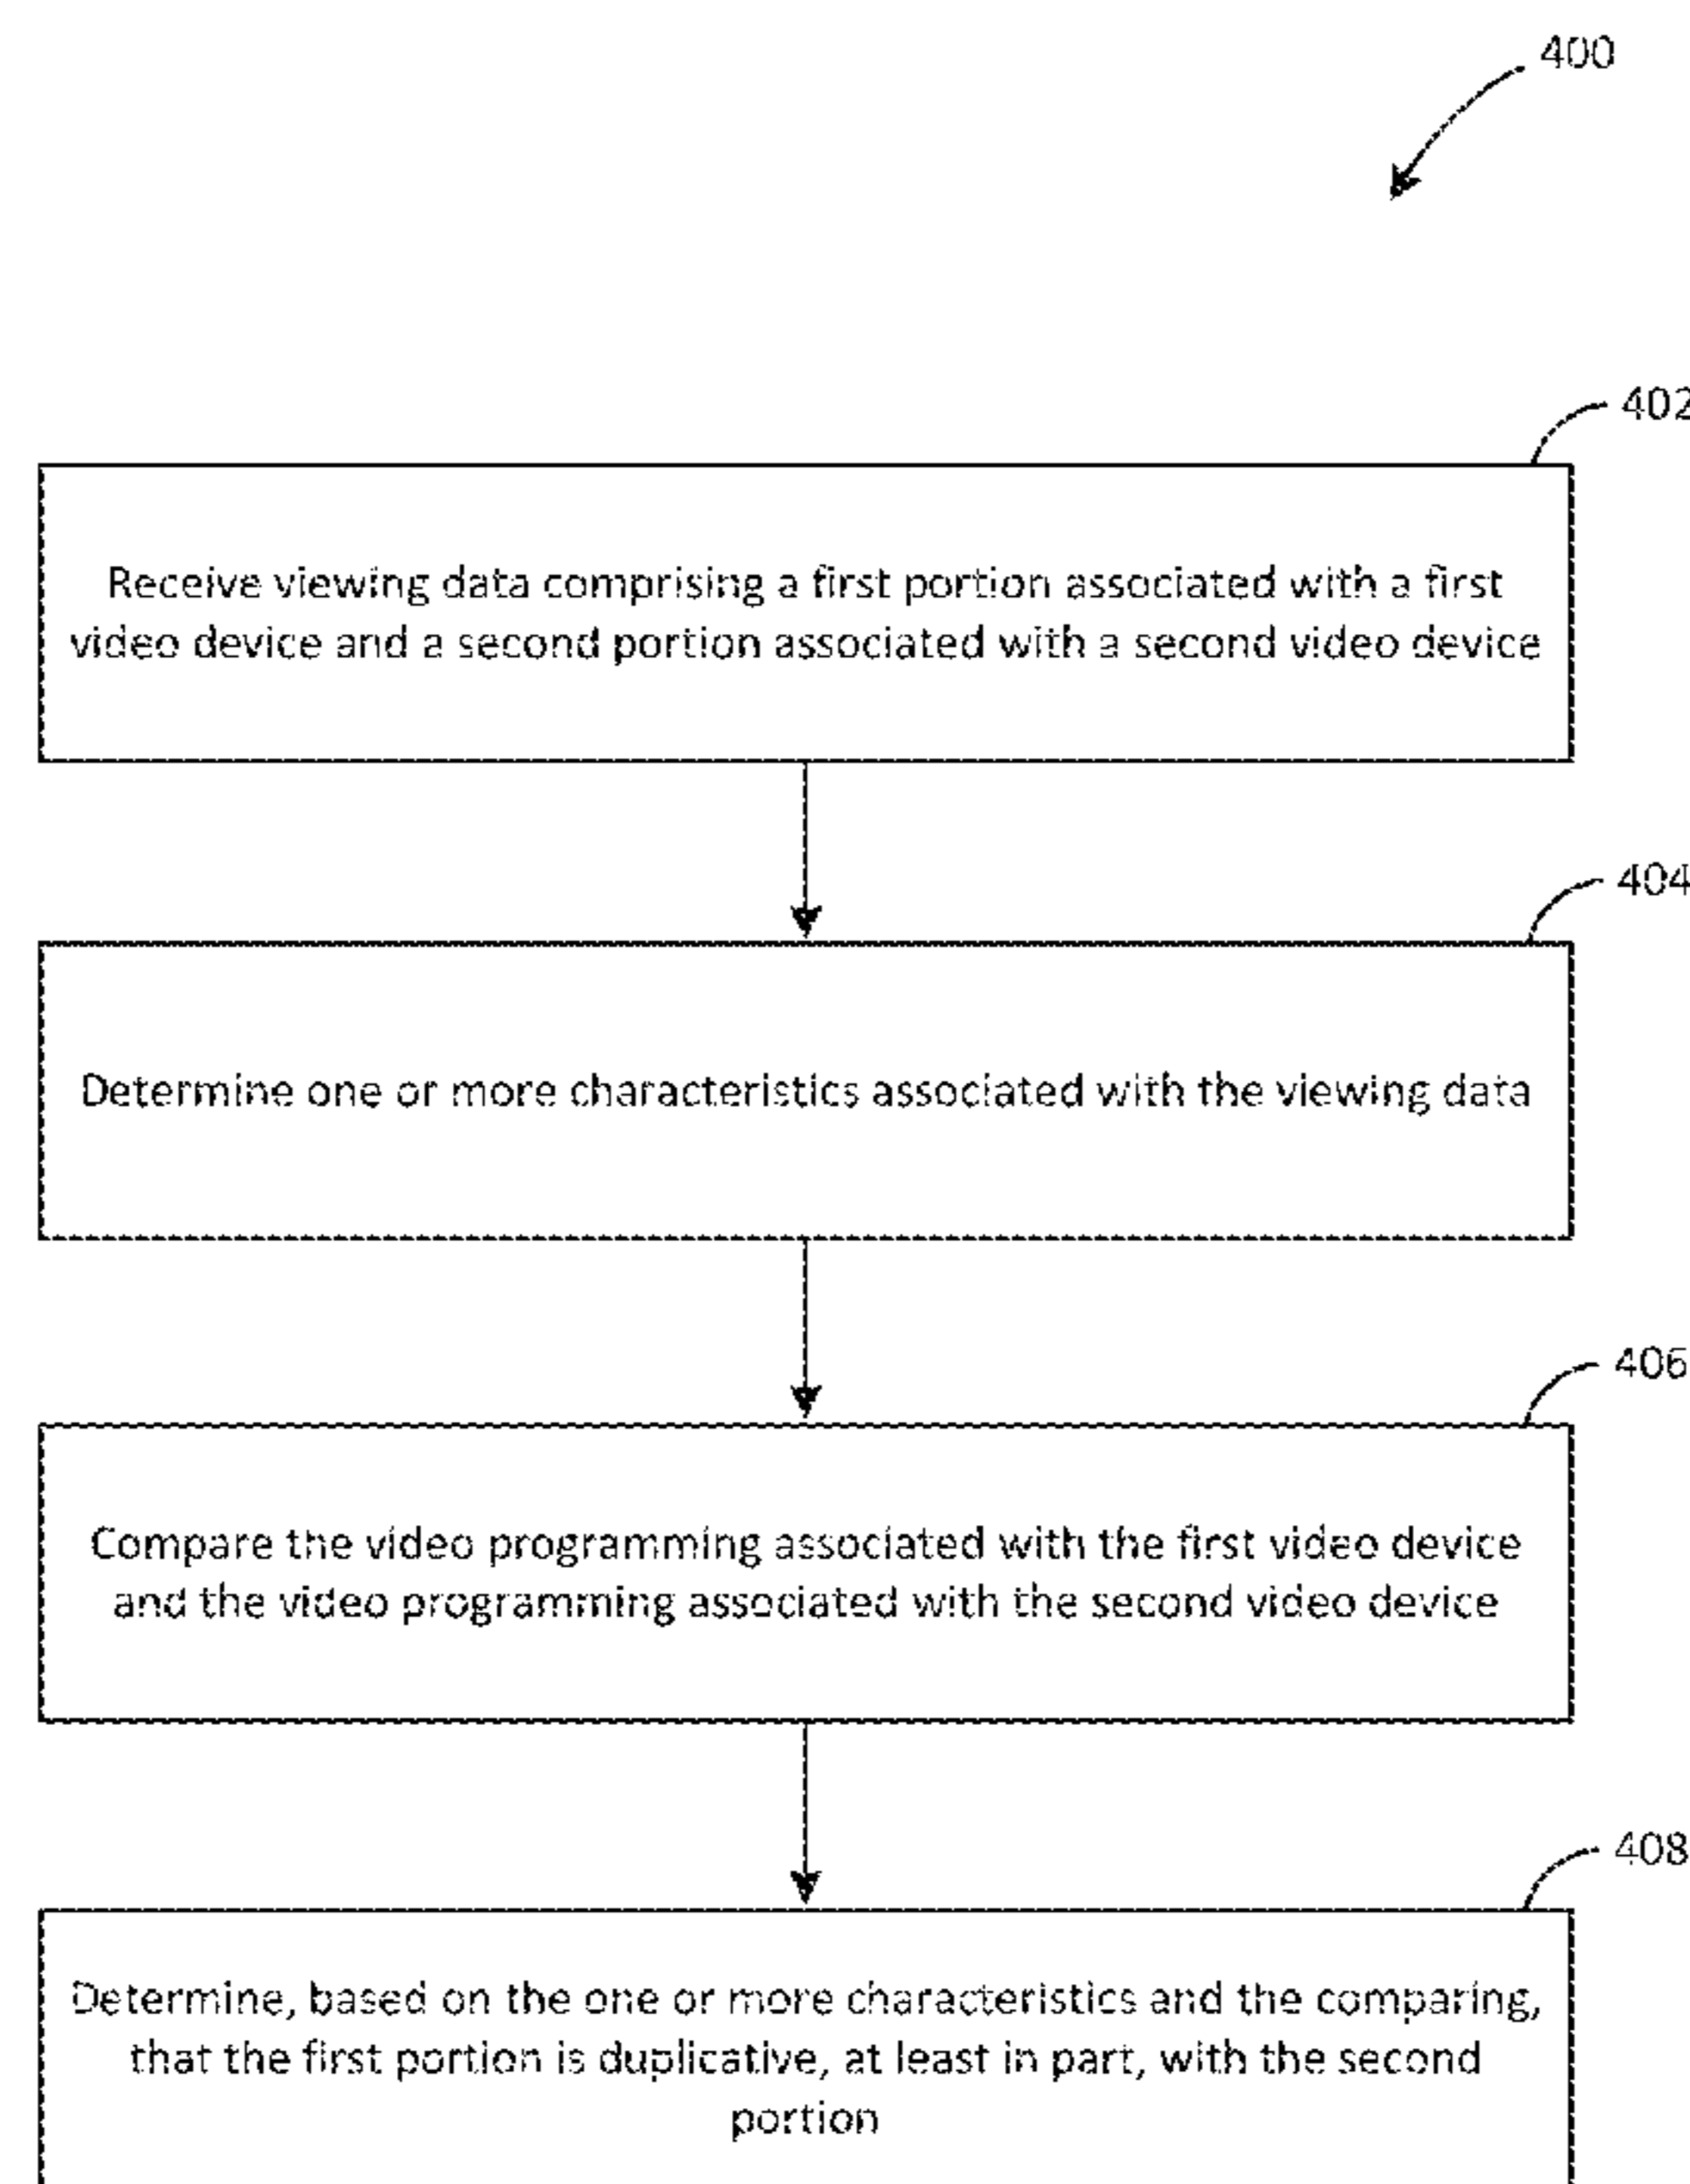 400
402
Receive viewing data comprising a first portion associated with a first
video device and a second portion associated with a second video device
404
Determine one or more characteristics associated with the viewing data
406
Compare the video programming associated with the first video device
and the video programming associated with the second video device
408
Determine, based on the one or more characteristics and the comparing,
that the first portion is duplicative, at least in part, with the second
portion